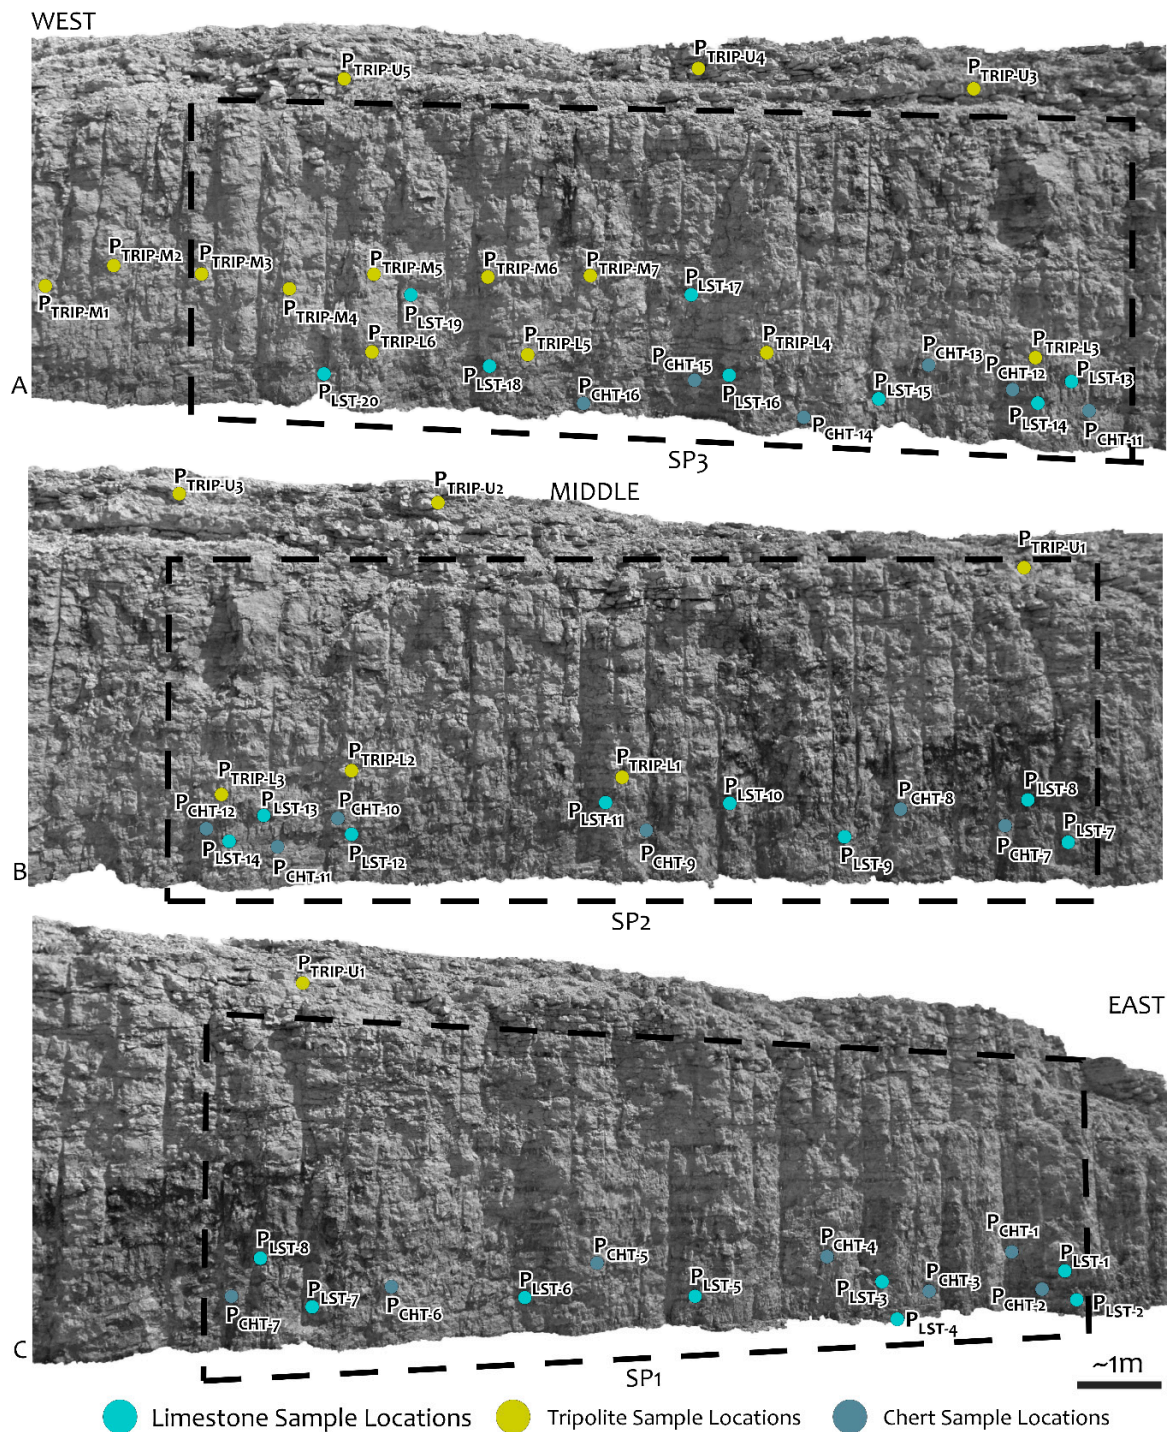 WEST
PTRIP-U5
PTRIP-U4
PTRIP-U3
PTRIP-M2
PTRIP-M3
PTRIP-M5
PTRIP-M6
PTRIP-M7
PLST-17
PTRIP-M1
PTRIP-M4
PLST-19
PTRIP-L6
PTRIP-L5
PTRIP-L4
PCHT-13
PTRIP-L3
PCHT-15
PCHT-12
PLST-13
A
PLST-20
PLST-18
PCHT-16
PLST-16
PLST-15
PLST-14
PCHT-14
PCHT-11
SP3
PTRIP-U3
PTRIP-U2
MIDDLE
PTRIP-U1
PTRIP-L2
PTRIP-L1
PTRIP-L3
PLST-10
PLST-8
PCHT-12
PLST-13
PCHT-10
PLST-11
PCHT-8
PLST-7
PLST-14
PCHT-11
PLST-12
PCHT-9
PLST-9
PCHT-7
B
SP2
PTRIP-U1
EAST
PLST-8
PCHT-5
PCHT-4
PCHT-1
PLST-1
PCHT-7
PLST-7
PCHT-6
PLST-6
PLST-5
PLST-3
PCHT-3
PCHT-2
PLST-2
PLST-4
C
SP1
~1m
Limestone Sample Locations
Tripolite Sample Locations
Chert Sample Locations